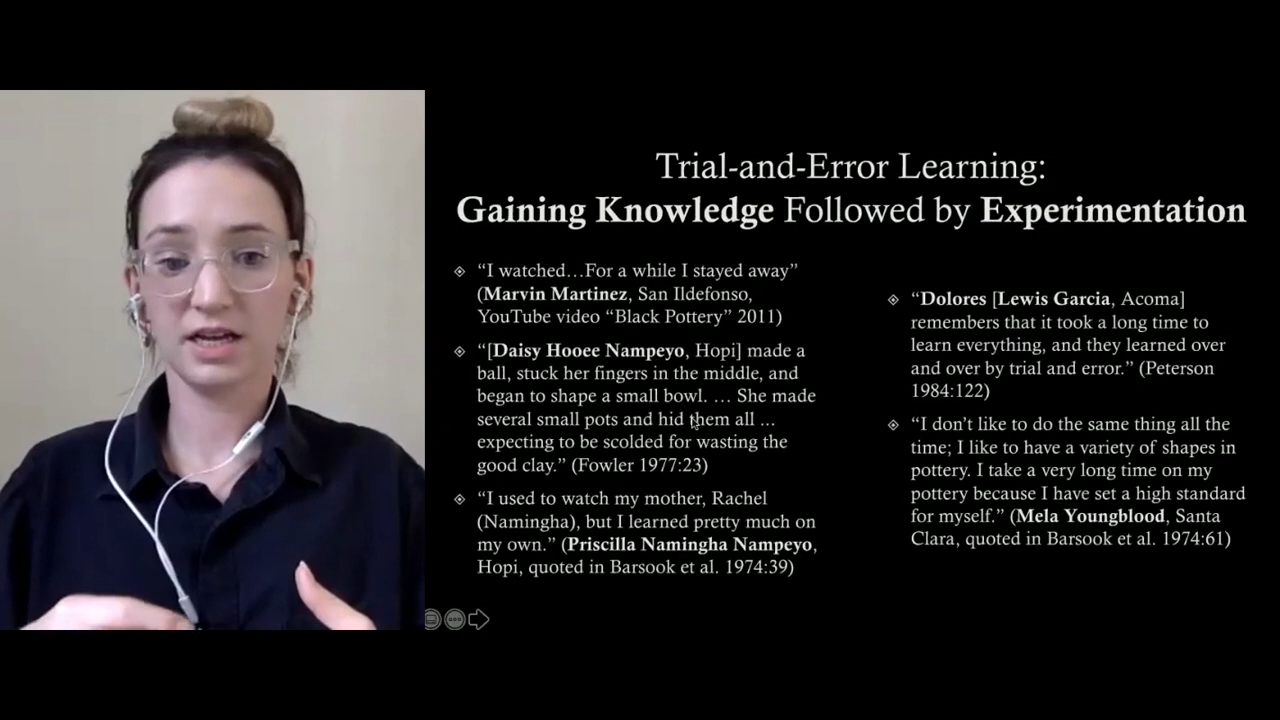 Trial-and-Error Learning:
Gaining Knowledge Followed by Experimentation
“I watched…For a while I stayed away”
(Marvin Martinez, San Ildefonso,
YouTube video “Black Pottery” 2011)
“[Daisy Hooee Nampeyo, Hopi] made a
ball, stuck her fingers in the middle, and
began to shape a small bowl. … She made
several small pots and hid them all ...
expecting to be scolded for wasting the
good clay.” (Fowler 1977:23)
“I used to watch my mother, Rachel
(Namingha), but I learned pretty much on
my own.” (Priscilla Namingha Nampeyo,
Hopi, quoted in Barsook et al. 1974:39)
“Dolores [Lewis Garcia, Acoma]
remembers that it took a long time to
learn everything, and they learned over
and over by trial and error.” (Peterson
1984:122)
“I don’t like to do the same thing all the
time; I like to have a variety of shapes in
pottery. I take a very long time on my
pottery because I have set a high standard
for myself.” (Mela Youngblood, Santa
Clara, quoted in Barsook et al. 1974:61)